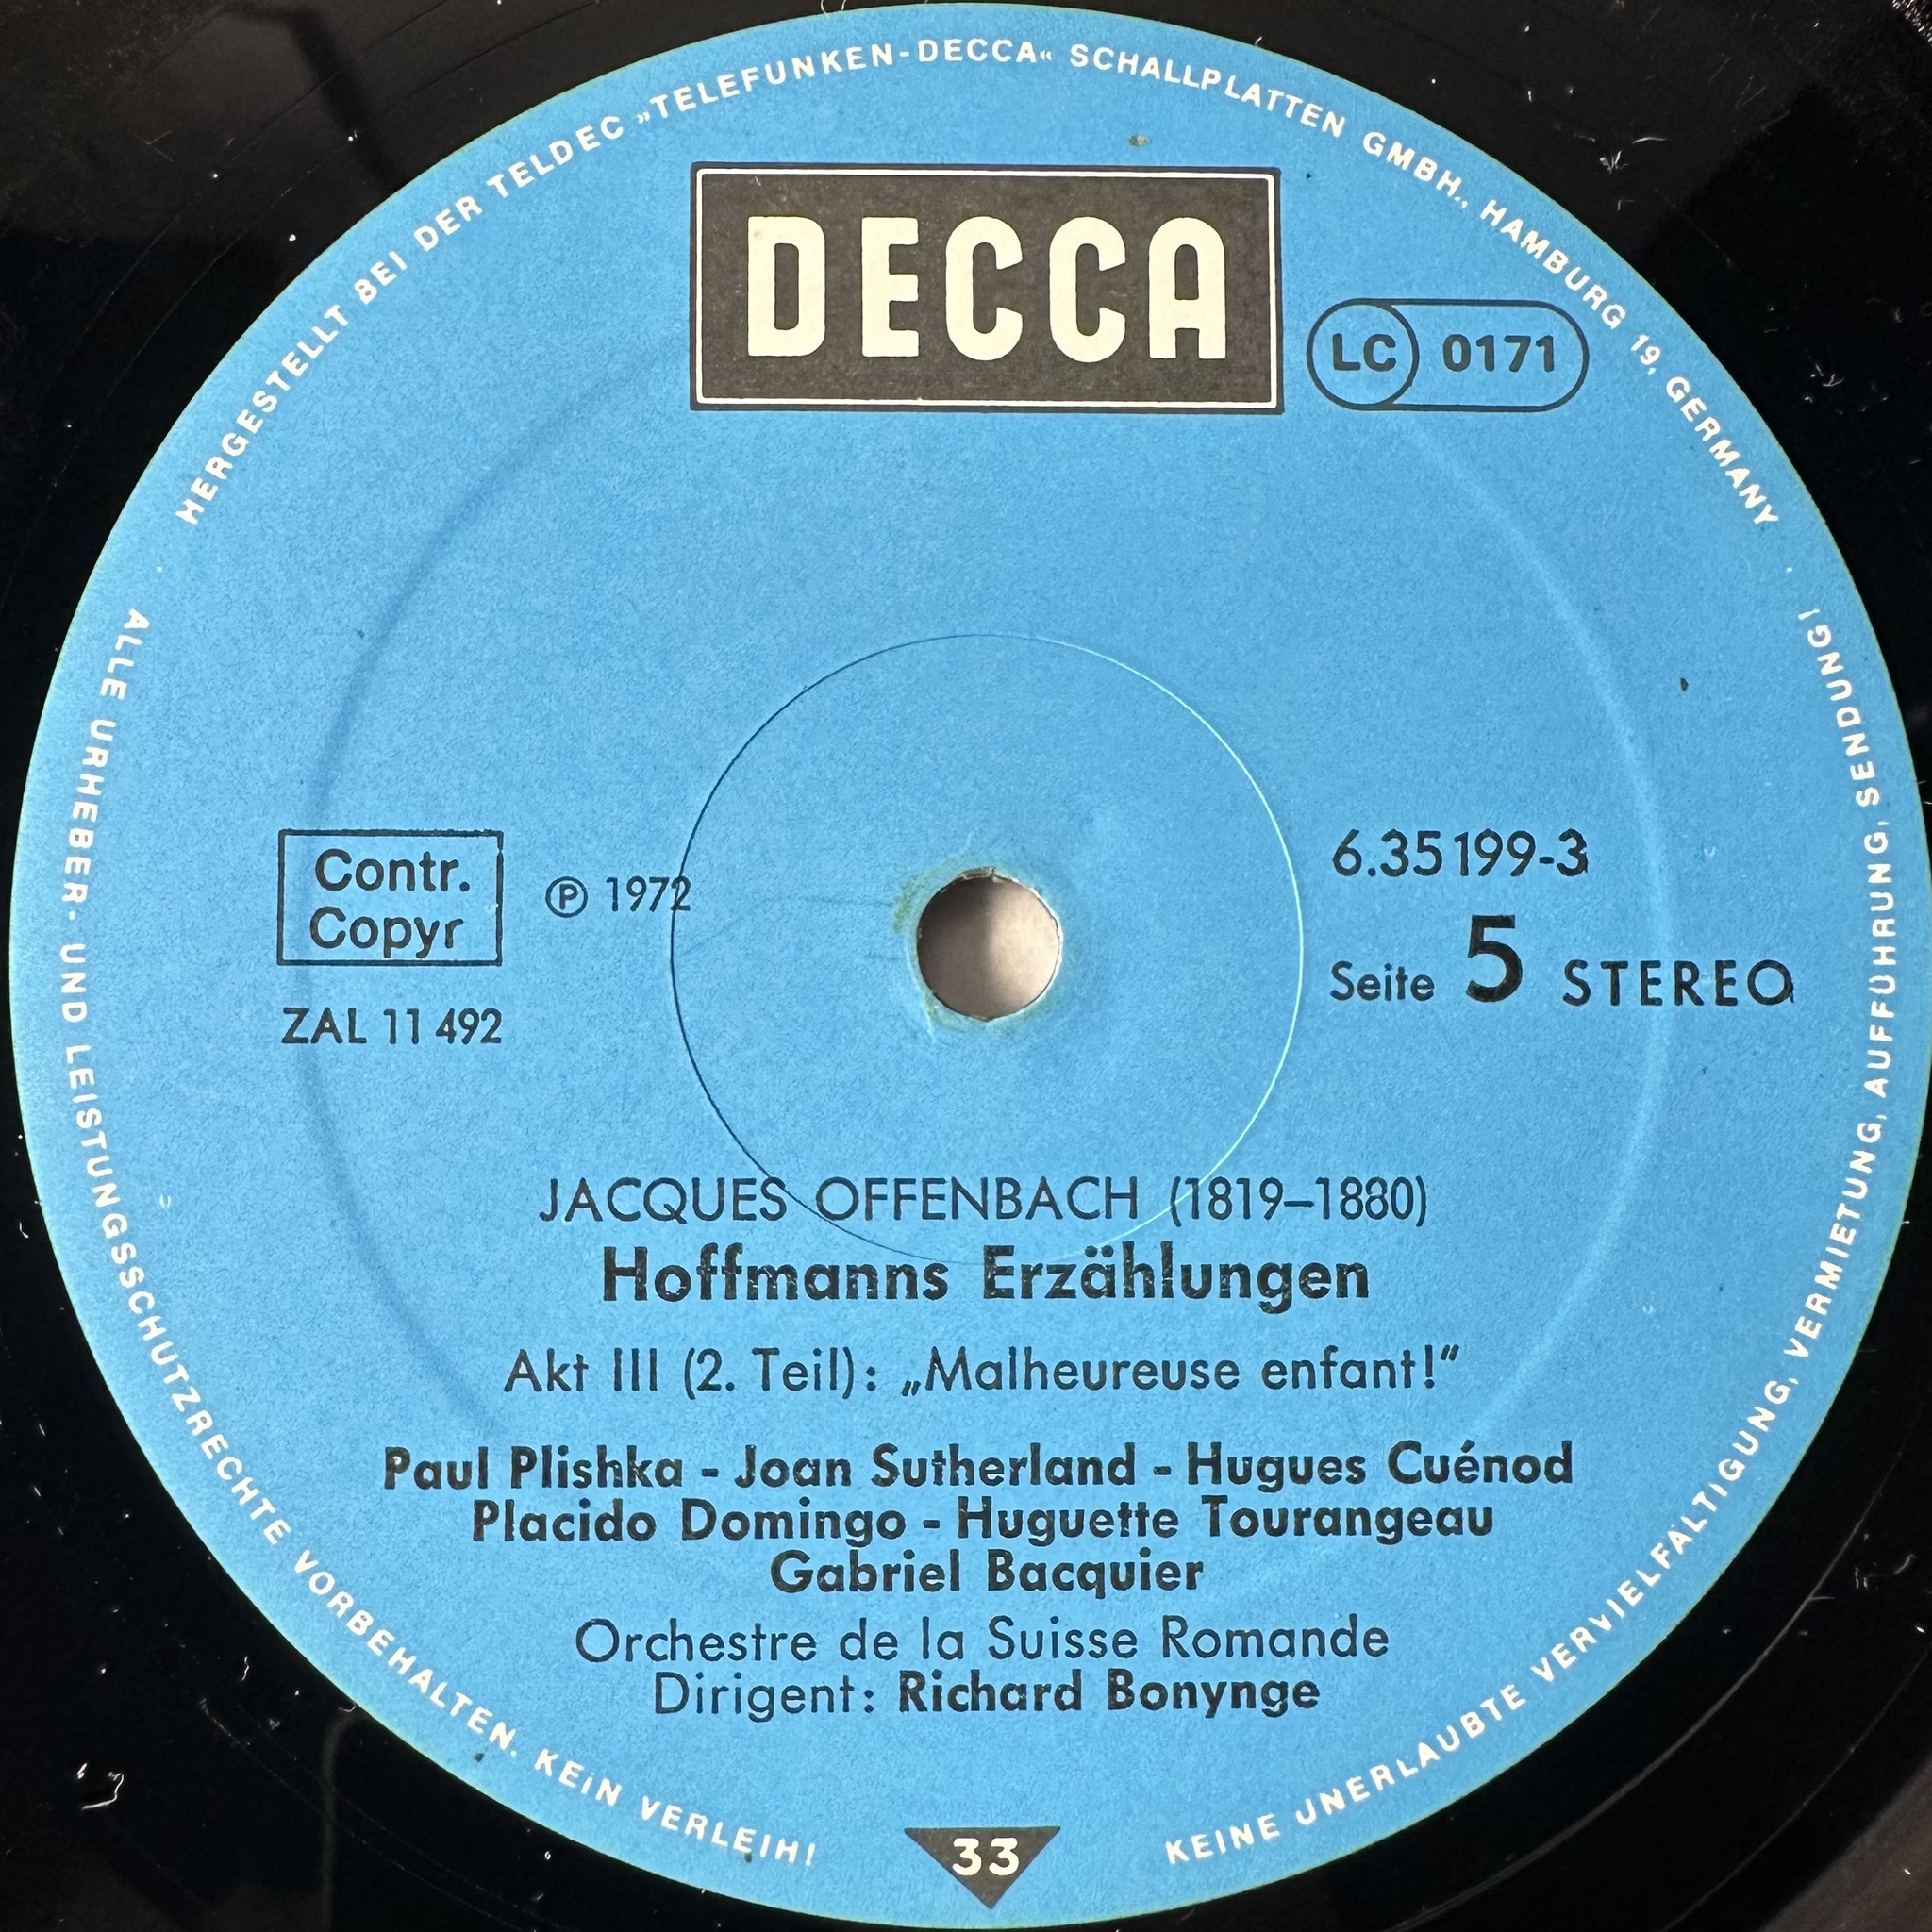 HERGESTELLT BEI DER TELDEC »TELEFUNKEN-DECCA« SCHALLPLATTEN GMBH., HAMBURG 19, GERMANY
DECCA
LC 0171
Contr.
Copyr
℗ 1972
ZAL 11 492
6.35199-3
Seite 5 STEREO
JACQUES OFFENBACH (1819–1880)
Hoffmanns Erzählungen
Akt III (2. Teil): „Malheureuse enfant!“
Paul Plishka - Joan Sutherland - Hugues Cuénod
Placido Domingo - Huguette Tourangeau
Gabriel Bacquier
Orchestre de la Suisse Romande
Dirigent: Richard Bonynge
ALLE URHEBER- UND LEISTUNGSSCHUTZRECHTE VORBEHALTEN. KEIN VERLEIH!
33
KEINE UNERLAUBTE VERVIELFÄLTIGUNG, VERMIETUNG, AUFFÜHRUNG, SENDUNG!